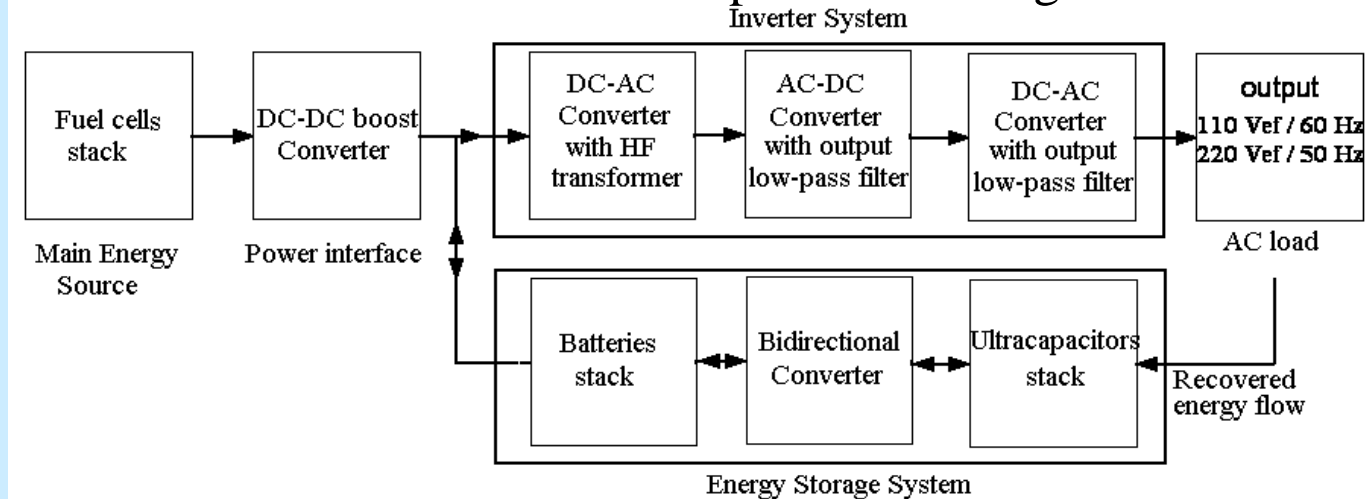 Inverter System
Fuel cells
stack
DC-DC boost
Converter
DC-AC
Converter
with HF
transformer
AC-DC
Converter
with output
low-pass filter
DC-AC
Converter
with output
low-pass filter
output
110 Vef / 60 Hz
220 Vef / 50 Hz
Main Energy
Source
Power interface
AC load
Batteries
stack
Bidirectional
Converter
Ultracapacitors
stack
Recovered
energy flow
Energy Storage System